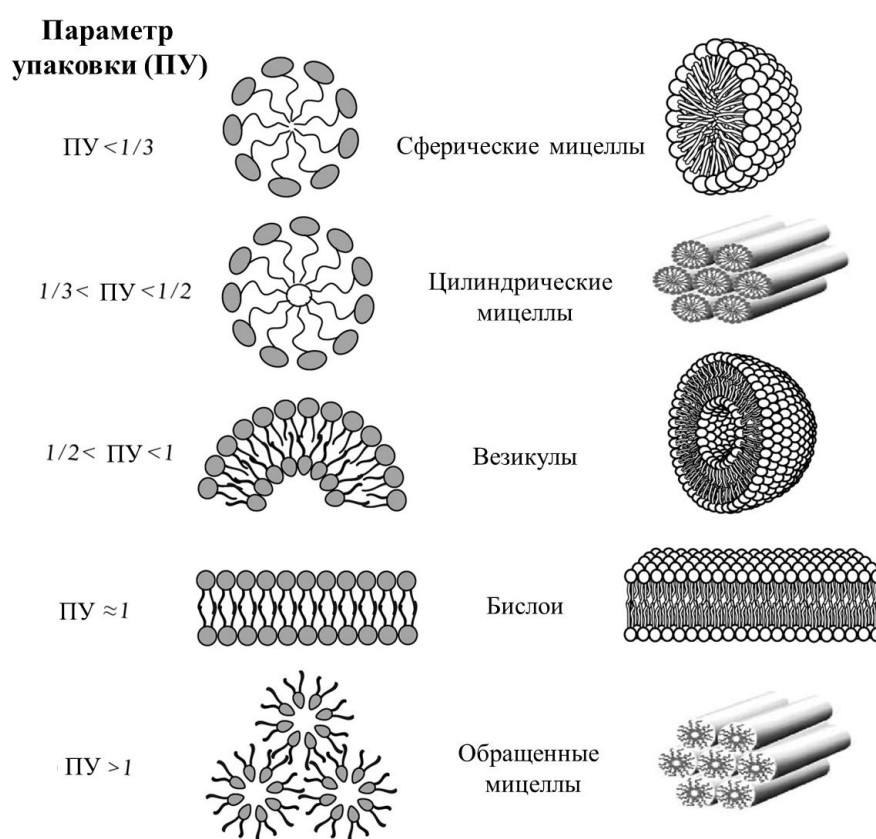 Параметр
упаковки (ПУ)
ПУ <1/3
Сферические мицеллы
1/3< ПУ <1/2
Цилиндрические
мицеллы
1/2< ПУ <1
Везикулы
ПУ ≈1
Бислои
ПУ >1
Обращенные
мицеллы